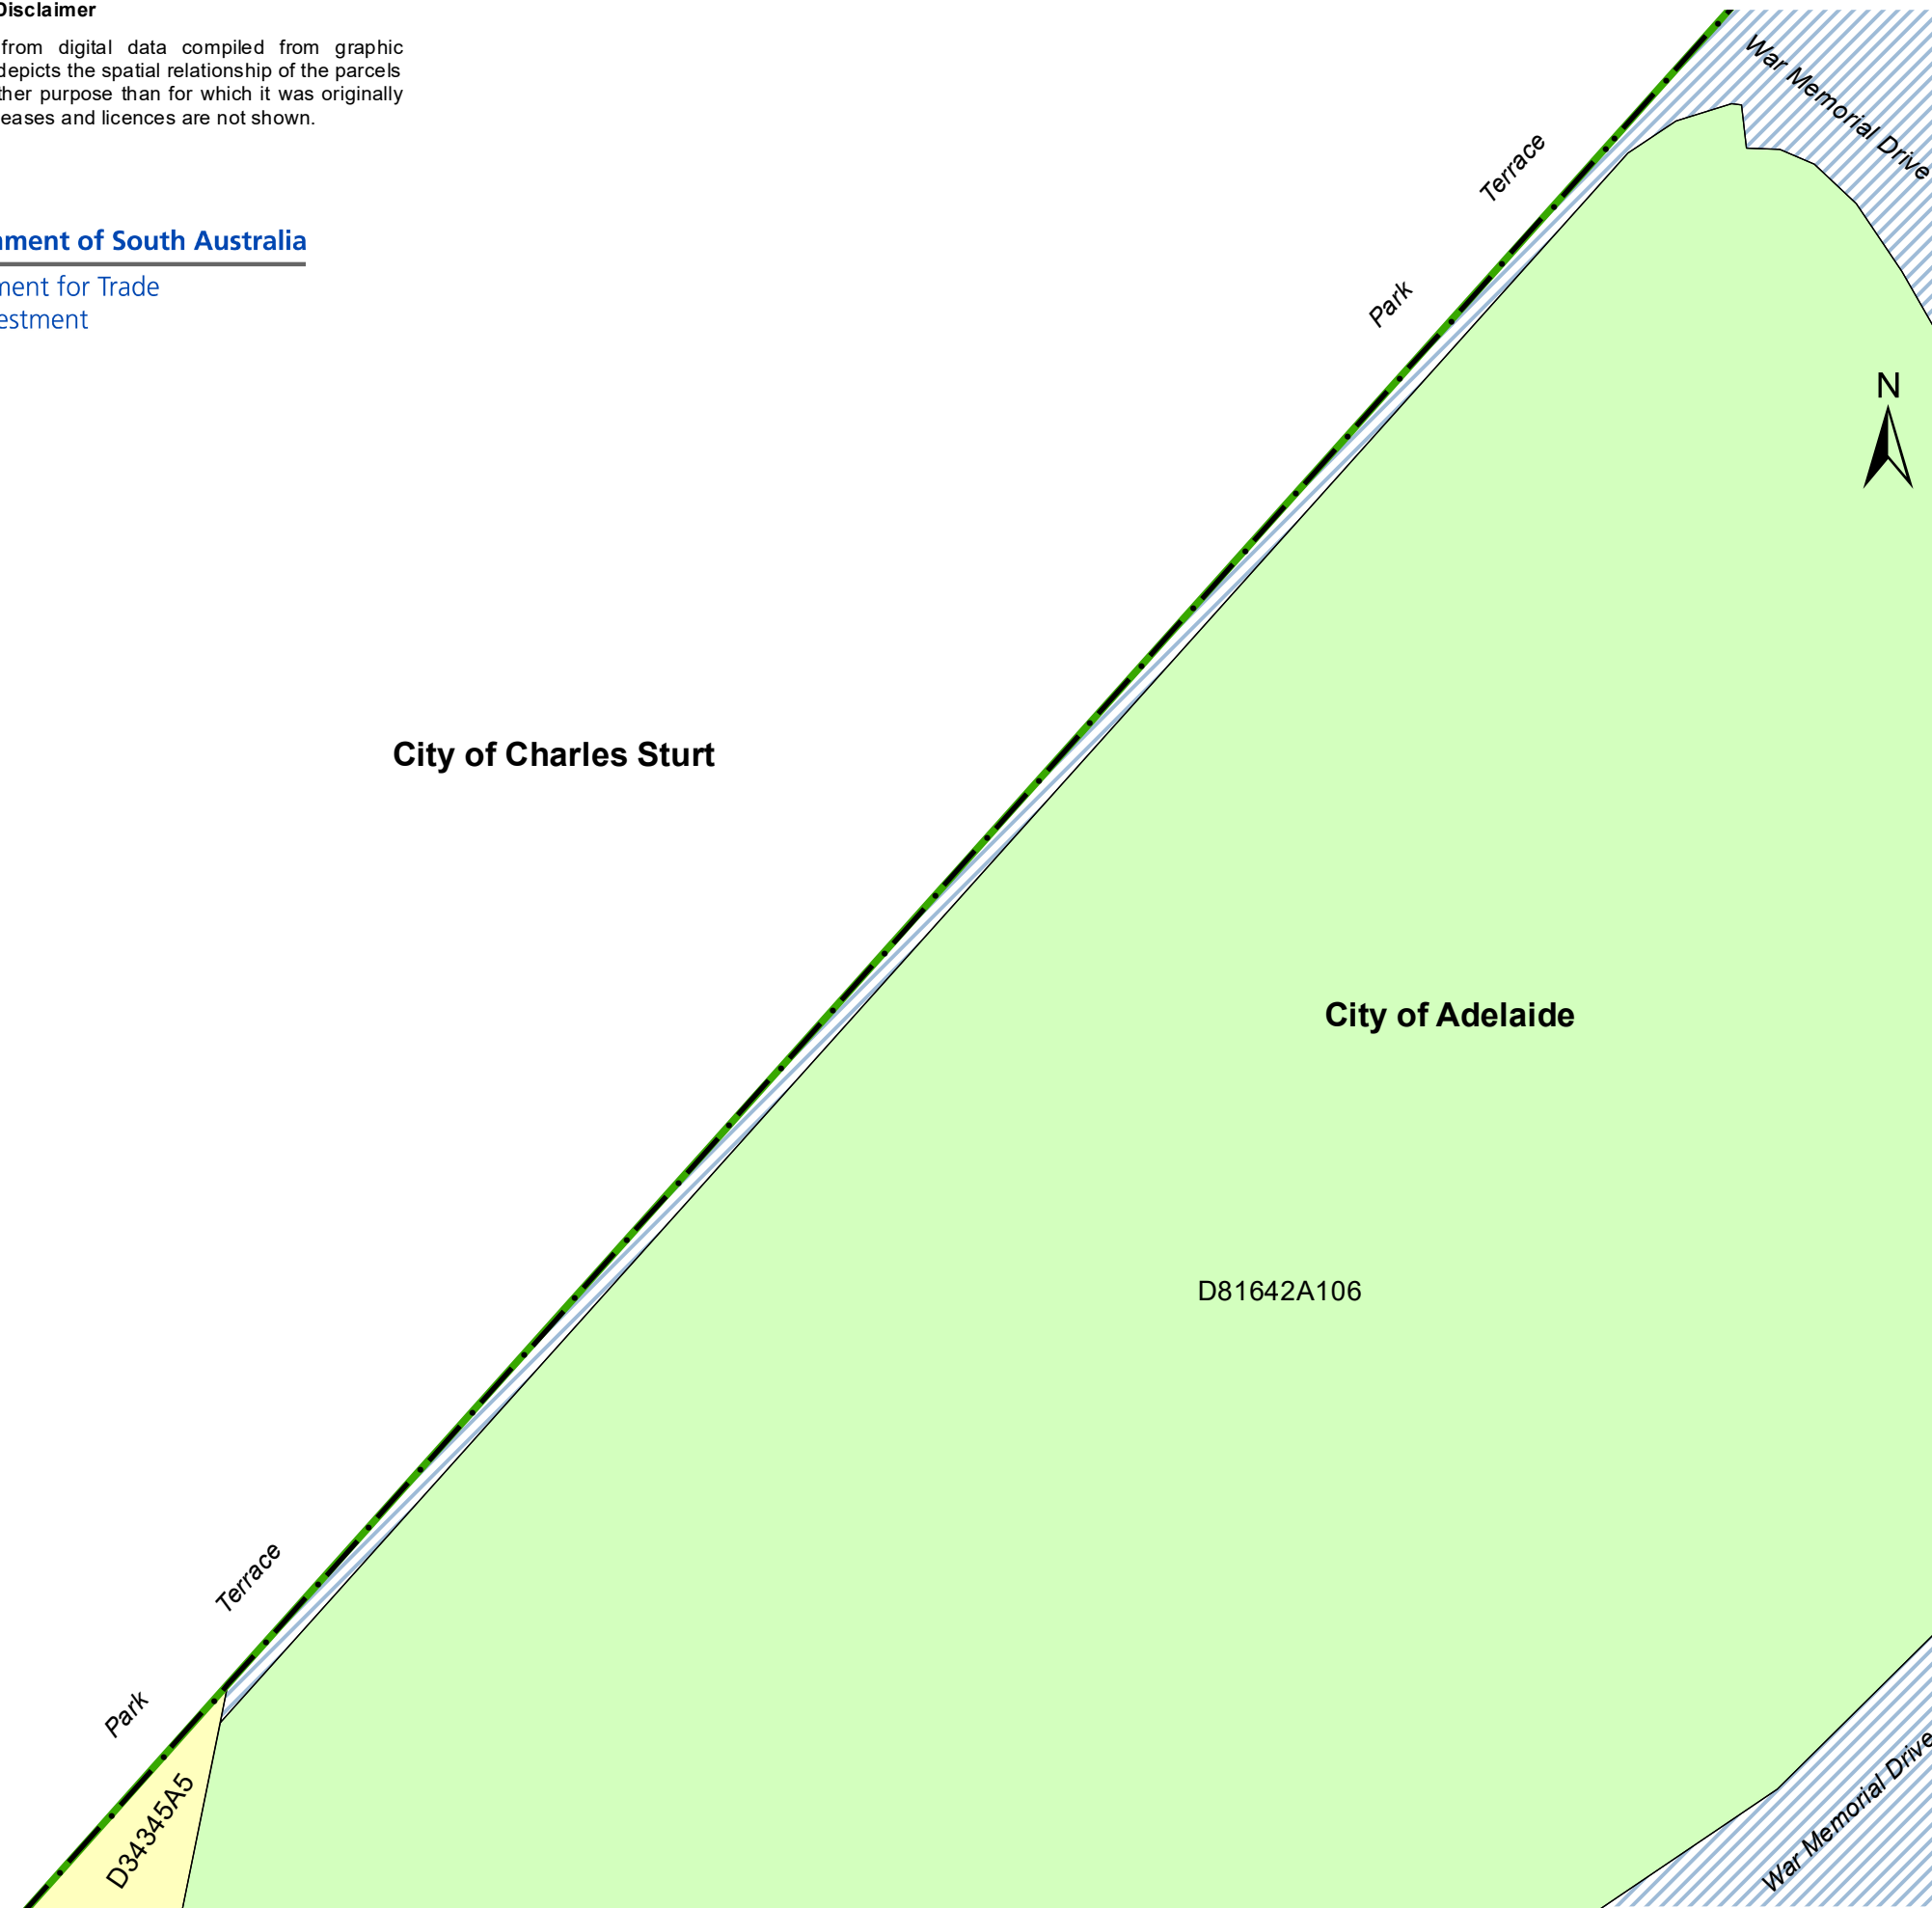 Disclaimer
from digital data compiled from graphic
depicts the spatial relationship of the parcels
ther purpose than for which it was originally
eases and licences are not shown.
nment of South Australia
ment for Trade
estment
War Memorial Drive
Terrace
Park
N
City of Charles Sturt
City of Adelaide
D81642A106
Terrace
Park
D34345A5
War Memorial Drive